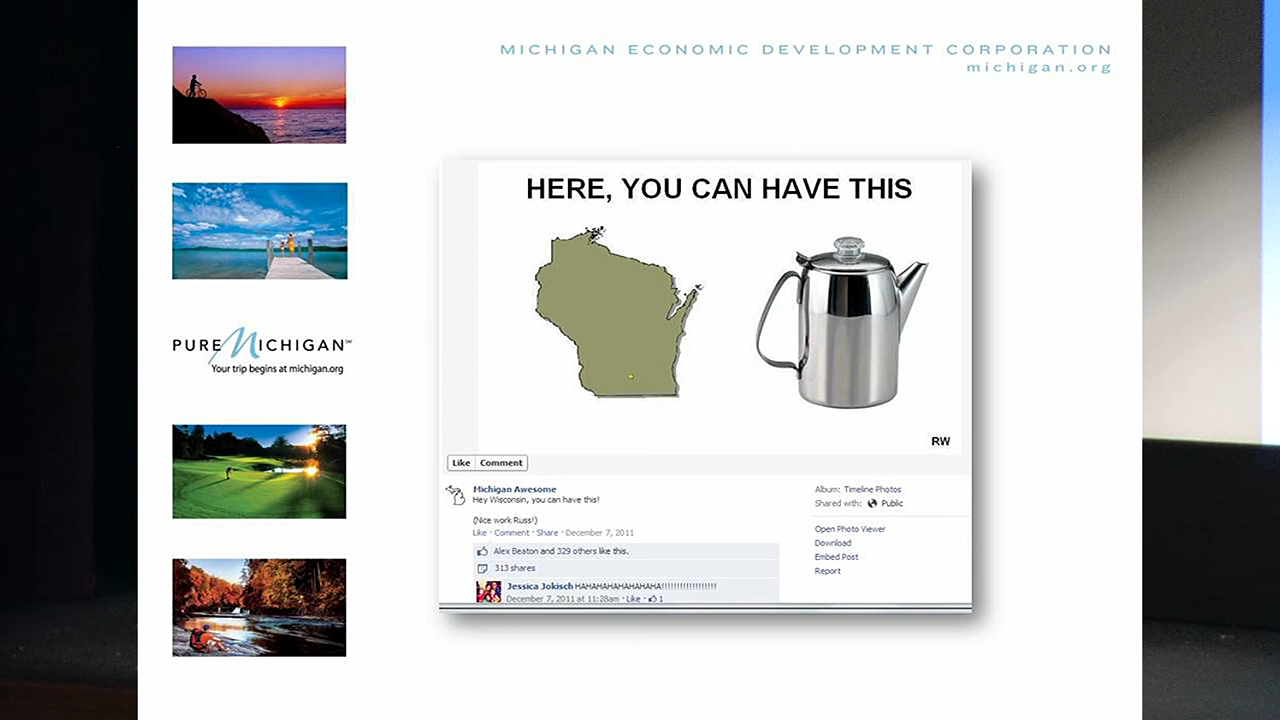 MICHIGAN ECONOMIC DEVELOPMENT CORPORATION
michigan.org
PURE MICHIGAN℠
Your trip begins at michigan.org
HERE, YOU CAN HAVE THIS
RW
Like Comment
Michigan Awesome
Hey Wisconsin, you can have this!
(Nice work Russ!)
Like · Comment · Share · December 7, 2011
Alex Beaton and 329 others like this.
313 shares
Jessica Jokisch HAHAHAHAHAHAHAHA!!!!!!!!!!!!!!!!!!!
December 7, 2011 at 11:28am · Like · 1
Album: Timeline Photos
Shared with: Public
Open Photo Viewer
Download
Embed Post
Report